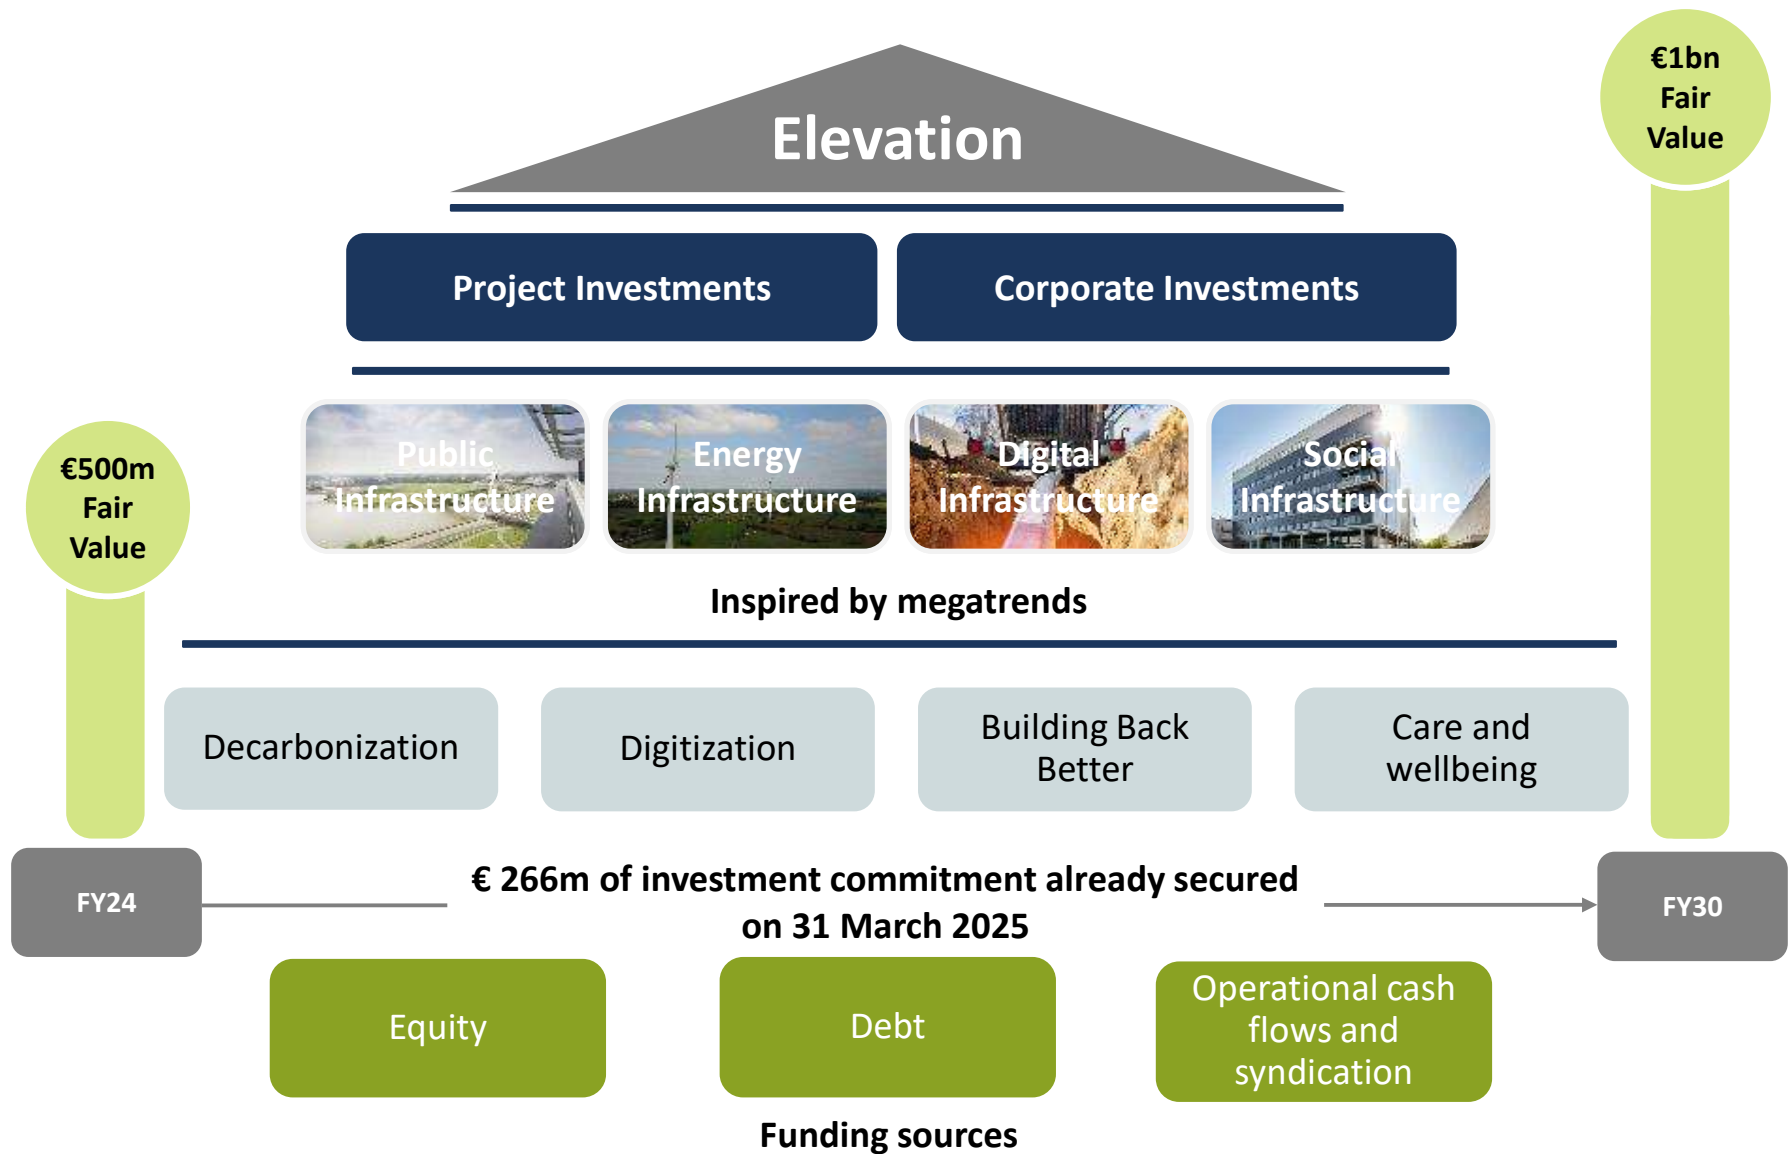 €1bn
Fair
Value
Elevation
Project Investments
Corporate Investments
Public
Infrastructure
Energy
Infrastructure
Digital
Infrastructure
Social
Infrastructure
€500m
Fair
Value
Inspired by megatrends
Decarbonization
Digitization
Building Back
Better
Care and
wellbeing
FY24
€ 266m of investment commitment already secured
on 31 March 2025
FY30
Equity
Debt
Operational cash
flows and
syndication
Funding sources